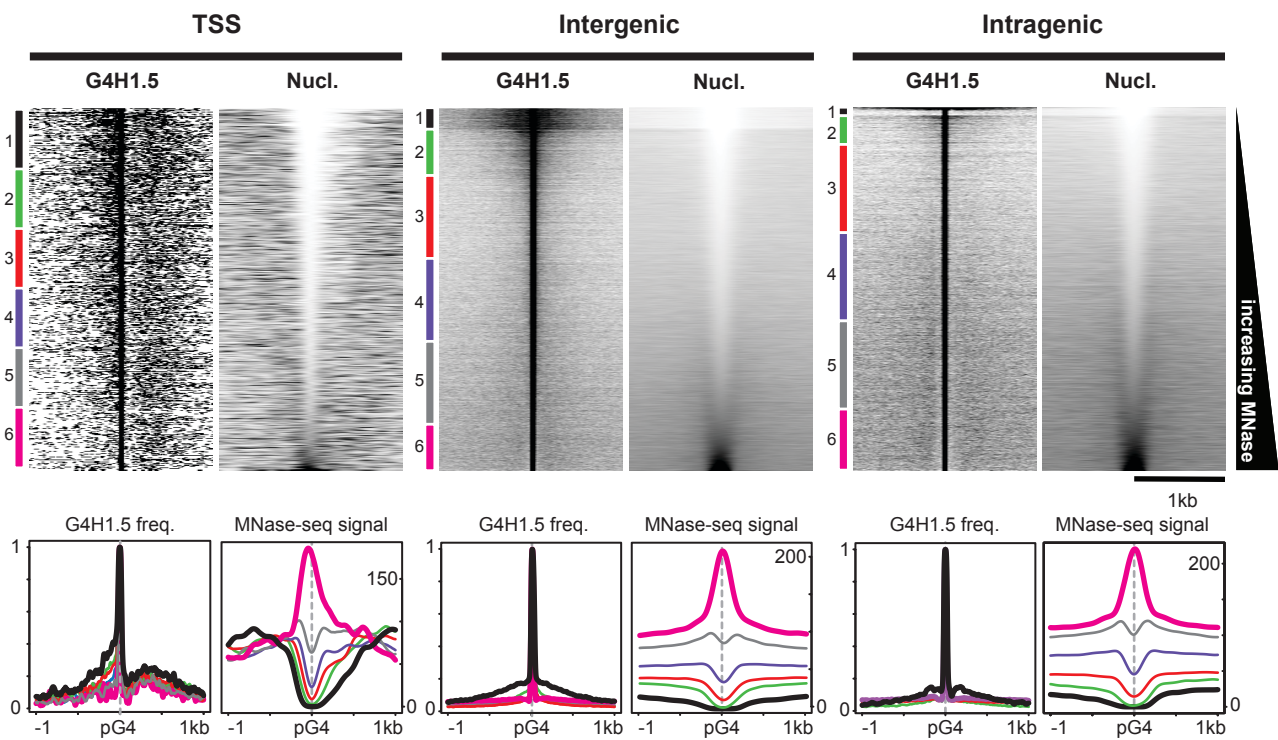 TSS Intergenic Intragenic
G4H1.5 Nucl. G4H1.5 Nucl. G4H1.5 Nucl.
1 1 1
2 2 2
3 3 3
4 4 4
5 5 5
6 6 6
increasing MNase
1kb
G4H1.5 freq. MNase-seq signal G4H1.5 freq. MNase-seq signal G4H1.5 freq. MNase-seq signal
1 150 1 200 1 200
0 0 0 0 0 0
-1 pG4 1kb -1 pG4 1kb -1 pG4 1kb -1 pG4 1kb -1 pG4 1kb -1 pG4 1kb